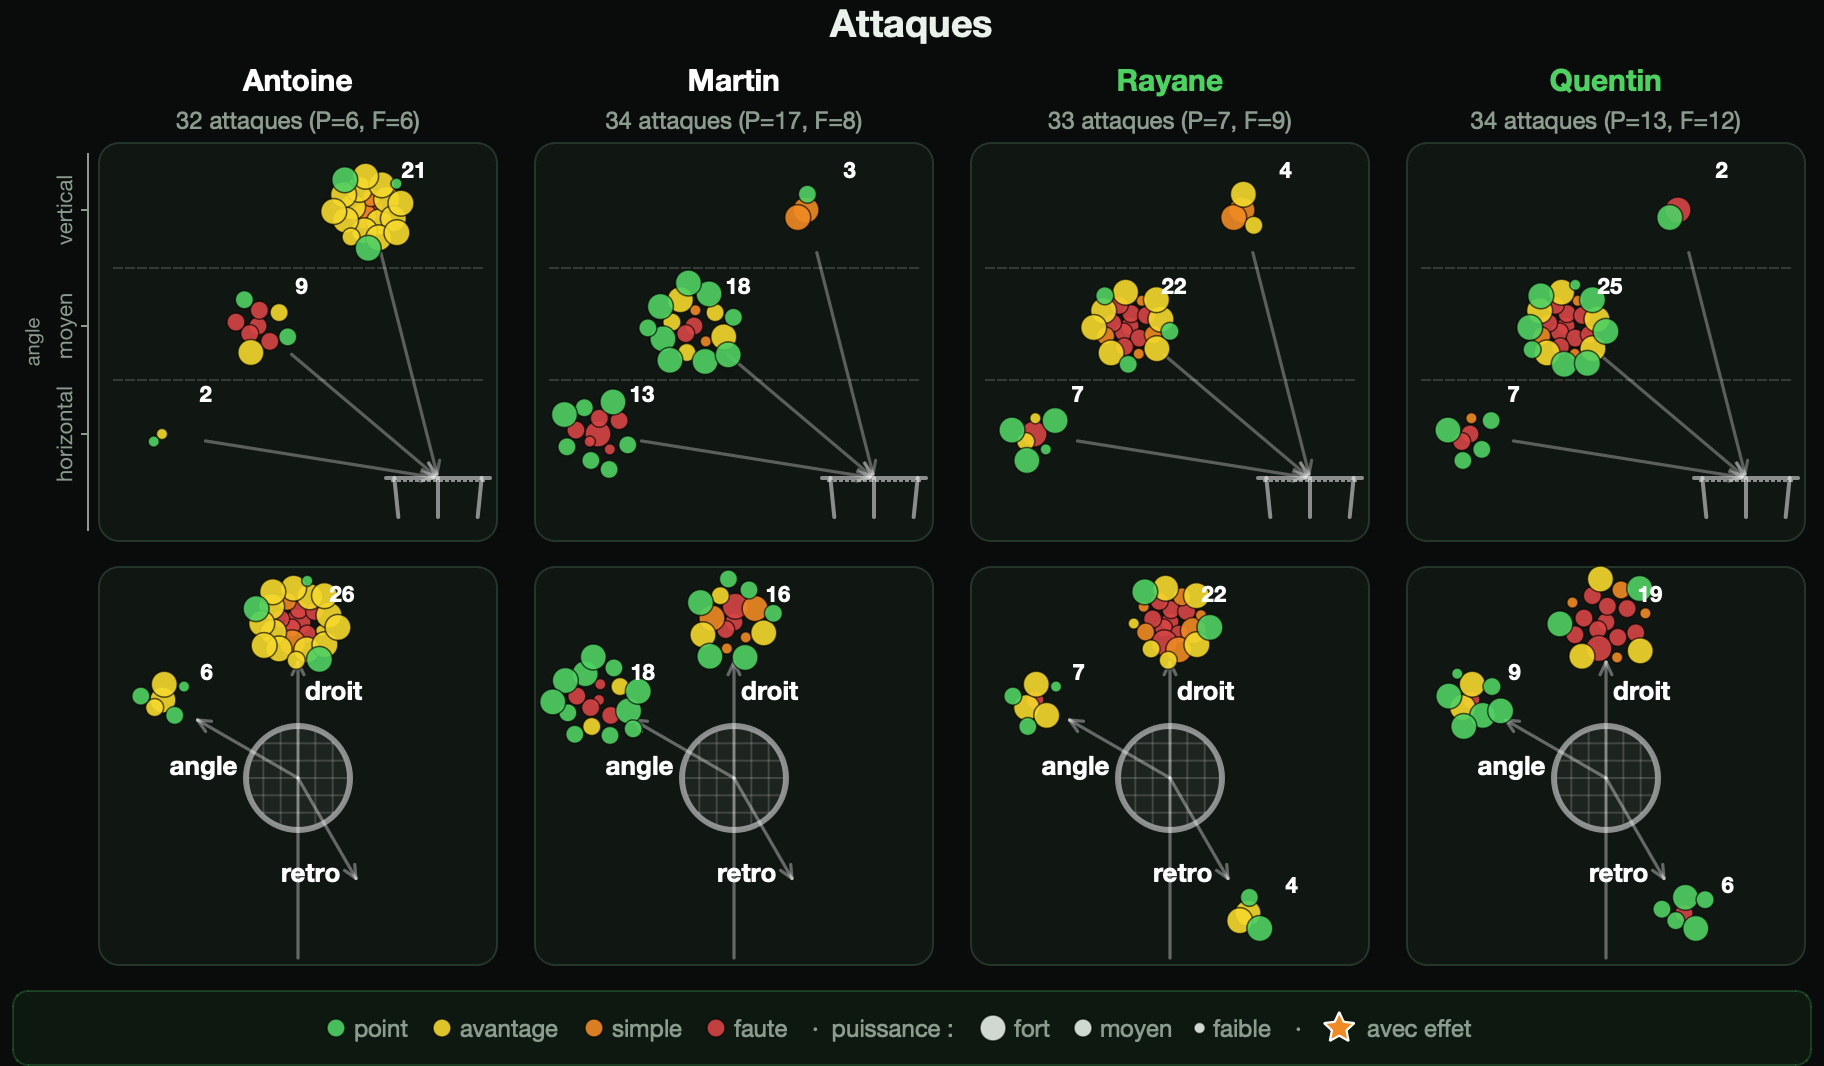 Attaques
Antoine
Martin
Rayane
Quentin
32 attaques (P=6, F=6)
34 attaques (P=17, F=8)
33 attaques (P=7, F=9)
34 attaques (P=13, F=12)
angle
vertical
moyen
horizontal
21
9
2
3
18
13
4
22
7
2
25
7
26
6
droit
angle
retro
16
18
droit
angle
retro
22
7
droit
angle
retro
4
19
9
droit
angle
retro
6
point avantage simple faute · puissance : fort moyen faible · avec effet